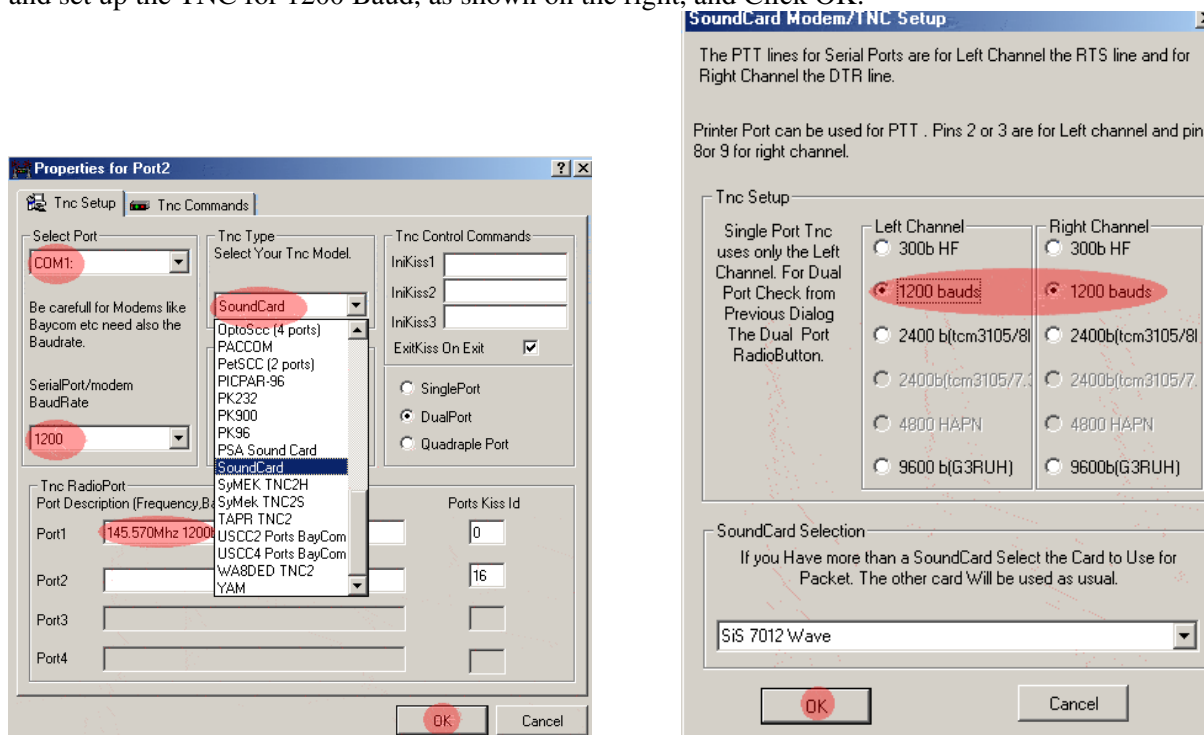 and set up the TNC for 1200 Baud, as shown on the right, and Click OK.
Properties for Port2
Tnc Setup
Tnc Commands
Select Port
COM1:
Be carefull for Modems like
Baycom etc need also the
Baudrate.
SerialPort/modem
BaudRate
1200
Tnc Type
Select Your Tnc Model.
SoundCard
OptoScc (4 ports)
PACCOM
PetSCC (2 ports)
PICPAR-96
PK232
PK900
PK96
PSA Sound Card
SoundCard
SyMEK TNC2H
SyMek TNC2S
TAPR TNC2
USCC2 Ports BayCom
USCC4 Ports BayCom
WA8DED TNC2
YAM
Tnc Control Commands
IniKiss1
IniKiss2
IniKiss3
ExitKiss On Exit
SinglePort
DualPort
Quadraple Port
Tnc RadioPort
Port Description (Frequency,Ba
Ports Kiss Id
Port1 145.570Mhz 1200b 0
Port2 16
Port3
Port4
OK Cancel
SoundCard Modem/TNC Setup
The PTT lines for Serial Ports are for Left Channel the RTS line and for
Right Channel the DTR line.
Printer Port can be used for PTT . Pins 2 or 3 are for Left channel and pin
8or 9 for right channel.
Tnc Setup
Single Port Tnc
uses only the Left
Channel. For Dual
Port Check from
Previous Dialog
The Dual Port
RadioButton.
Left Channel
300b HF
1200 bauds
2400 b(tcm3105/8
2400b(tcm3105/7.
4800 HAPN
9600 b(G3RUH)
Right Channel
300b HF
1200 bauds
2400b(tcm3105/8
2400b(tcm3105/7.
4800 HAPN
9600b(G3RUH)
SoundCard Selection
If you Have more than a SoundCard Select the Card to Use for
Packet. The other card Will be used as usual.
SiS 7012 Wave
OK Cancel